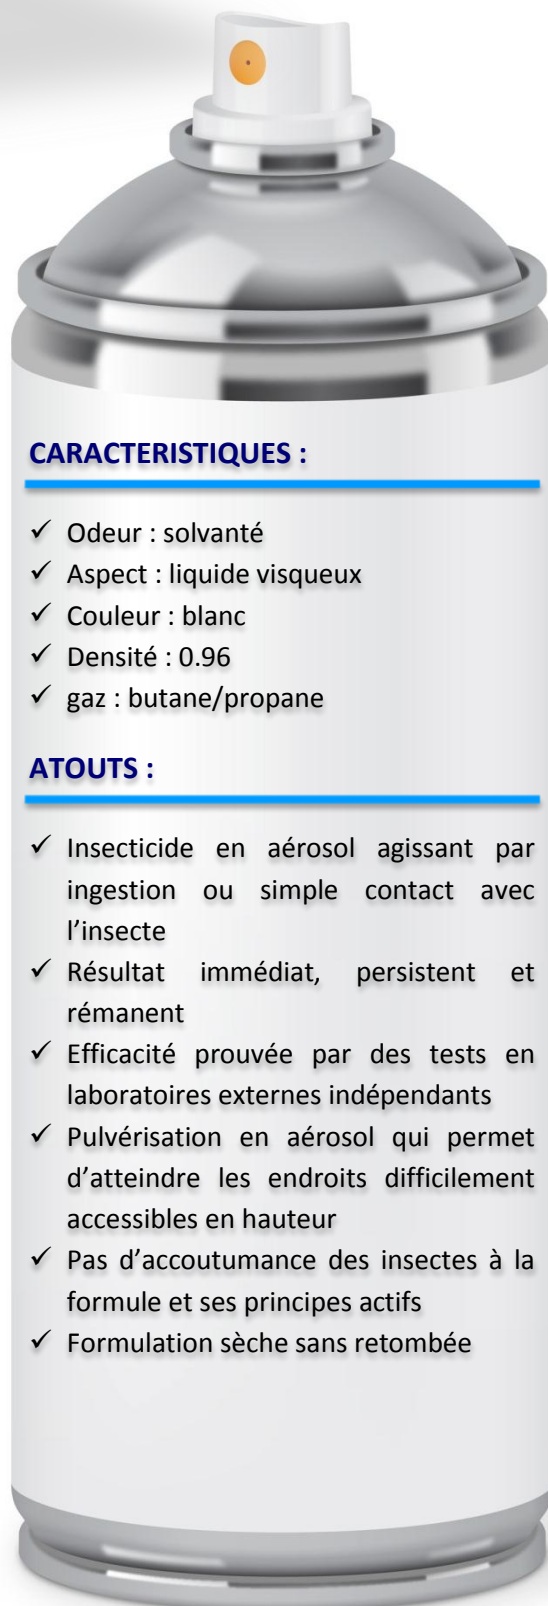 CARACTERISTIQUES :
✓ Odeur : solvanté
✓ Aspect : liquide visqueux
✓ Couleur : blanc
✓ Densité : 0.96
✓ gaz : butane/propane
ATOUTS :
✓ Insecticide en aérosol agissant par
ingestion ou simple contact avec
l’insecte
✓ Résultat immédiat, persistent et
rémanent
✓ Efficacité prouvée par des tests en
laboratoires externes indépendants
✓ Pulvérisation en aérosol qui permet
d’atteindre les endroits difficilement
accessibles en hauteur
✓ Pas d’accoutumance des insectes à la
formule et ses principes actifs
✓ Formulation sèche sans retombée